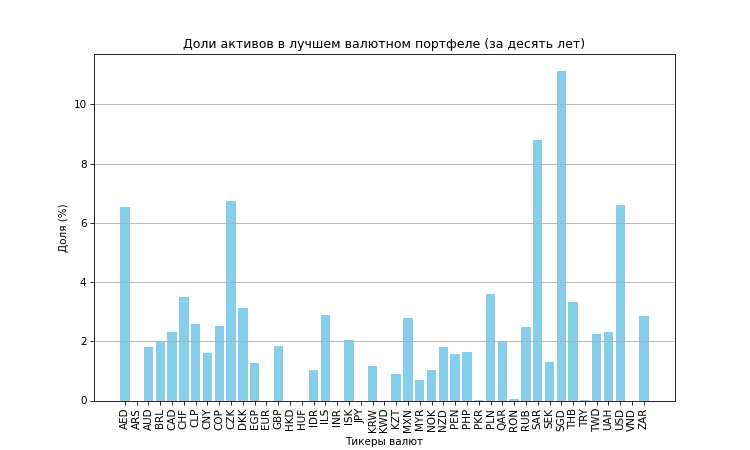 Доли активов в лучшем валютном портфеле (за десять лет)
Доля (%)
10
8
6
4
2
0
AED ARS AUD BRL CAD CHF CLP CNY COP CZK DKK EGP EUR GBP HKD HUF IDR ILS INR ISK JPY KRW KWD KZT MXN MYR NOK NZD PEN PHP PKR PLN QAR RON RUB SAR SEK SGD THB TRY TWD UAH USD VND ZAR
Тикеры валют